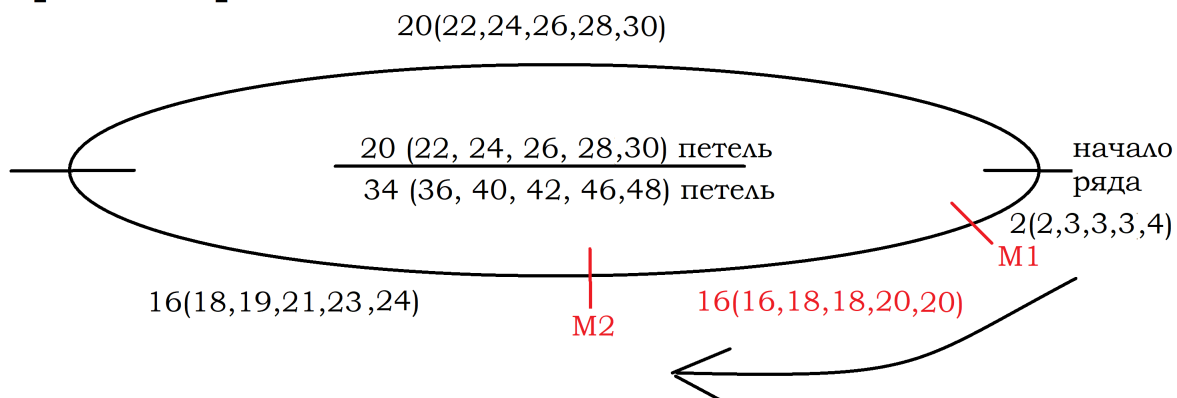 20(22,24,26,28,30)
20 (22, 24, 26, 28,30) петель
34 (36, 40, 42, 46,48) петель
начало
ряда
2(2,3,3,3,4)
М1
16(18,19,21,23,24)
16(16,18,18,20,20)
М2